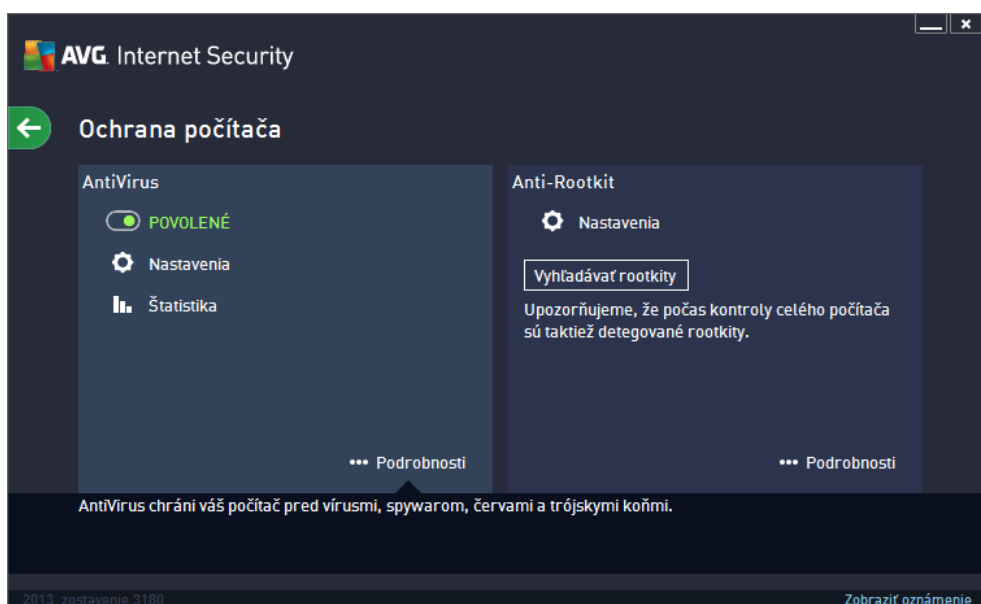 AVG. Internet Security
Ochrana počítača
AntiVirus
POVOLENÉ
Nastavenia
Štatistika
••• Podrobnosti
Anti-Rootkit
Nastavenia
Vyhľadávať rootkity
Upozorňujeme, že počas kontroly celého počítača
sú taktiež detegované rootkity.
••• Podrobnosti
AntiVirus chráni váš počítač pred vírusmi, spywarom, červami a trójskymi koňmi.
2013 zostavenie 3180
Zobraziť oznámenie